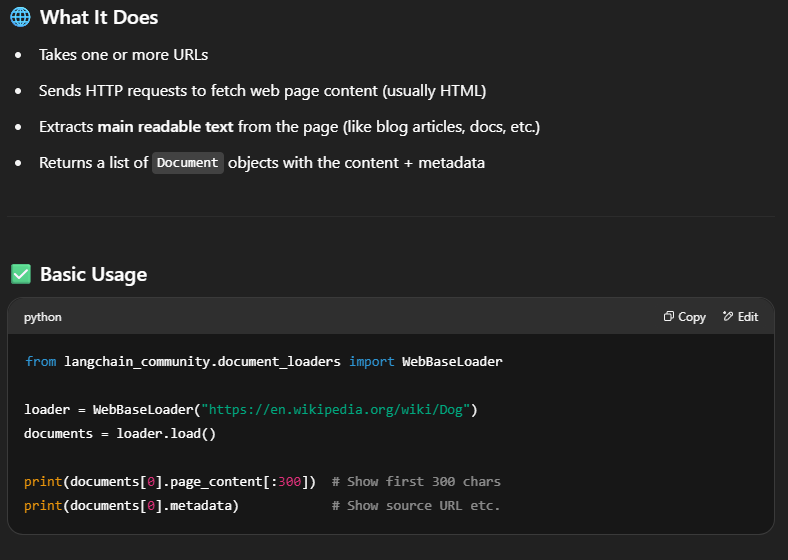 🌐 What It Does
• Takes one or more URLs
• Sends HTTP requests to fetch web page content (usually HTML)
• Extracts main readable text from the page (like blog articles, docs, etc.)
• Returns a list of Document objects with the content + metadata
✅ Basic Usage
python Copy Edit
from langchain_community.document_loaders import WebBaseLoader
loader = WebBaseLoader("https://en.wikipedia.org/wiki/Dog")
documents = loader.load()
print(documents[0].page_content[:300])  # Show first 300 chars
print(documents[0].metadata)            # Show source URL etc.